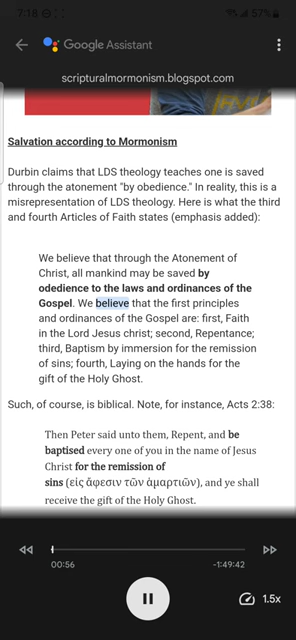 7:18
57%
Google Assistant
scripturalmormonism.blogspot.com
Salvation according to Mormonism
Durbin claims that LDS theology teaches one is saved
through the atonement "by obedience." In reality, this is a
misrepresentation of LDS theology. Here is what the third
and fourth Articles of Faith states (emphasis added):
We believe that through the Atonement of
Christ, all mankind may be saved by
odedience to the laws and ordinances of the
Gospel. We believe that the first principles
and ordinances of the Gospel are: first, Faith
in the Lord Jesus christ; second, Repentance;
third, Baptism by immersion for the remission
of sins; fourth, Laying on the hands for the
gift of the Holy Ghost.
Such, of course, is biblical. Note, for instance, Acts 2:38:
Then Peter said unto them, Repent, and be
baptised every one of you in the name of Jesus
Christ for the remission of
sins (εἰς ἄφεσιν τῶν ἁμαρτιῶν), and ye shall
receive the gift of the Holy Ghost.
00:56
-1:49:42
1.5x